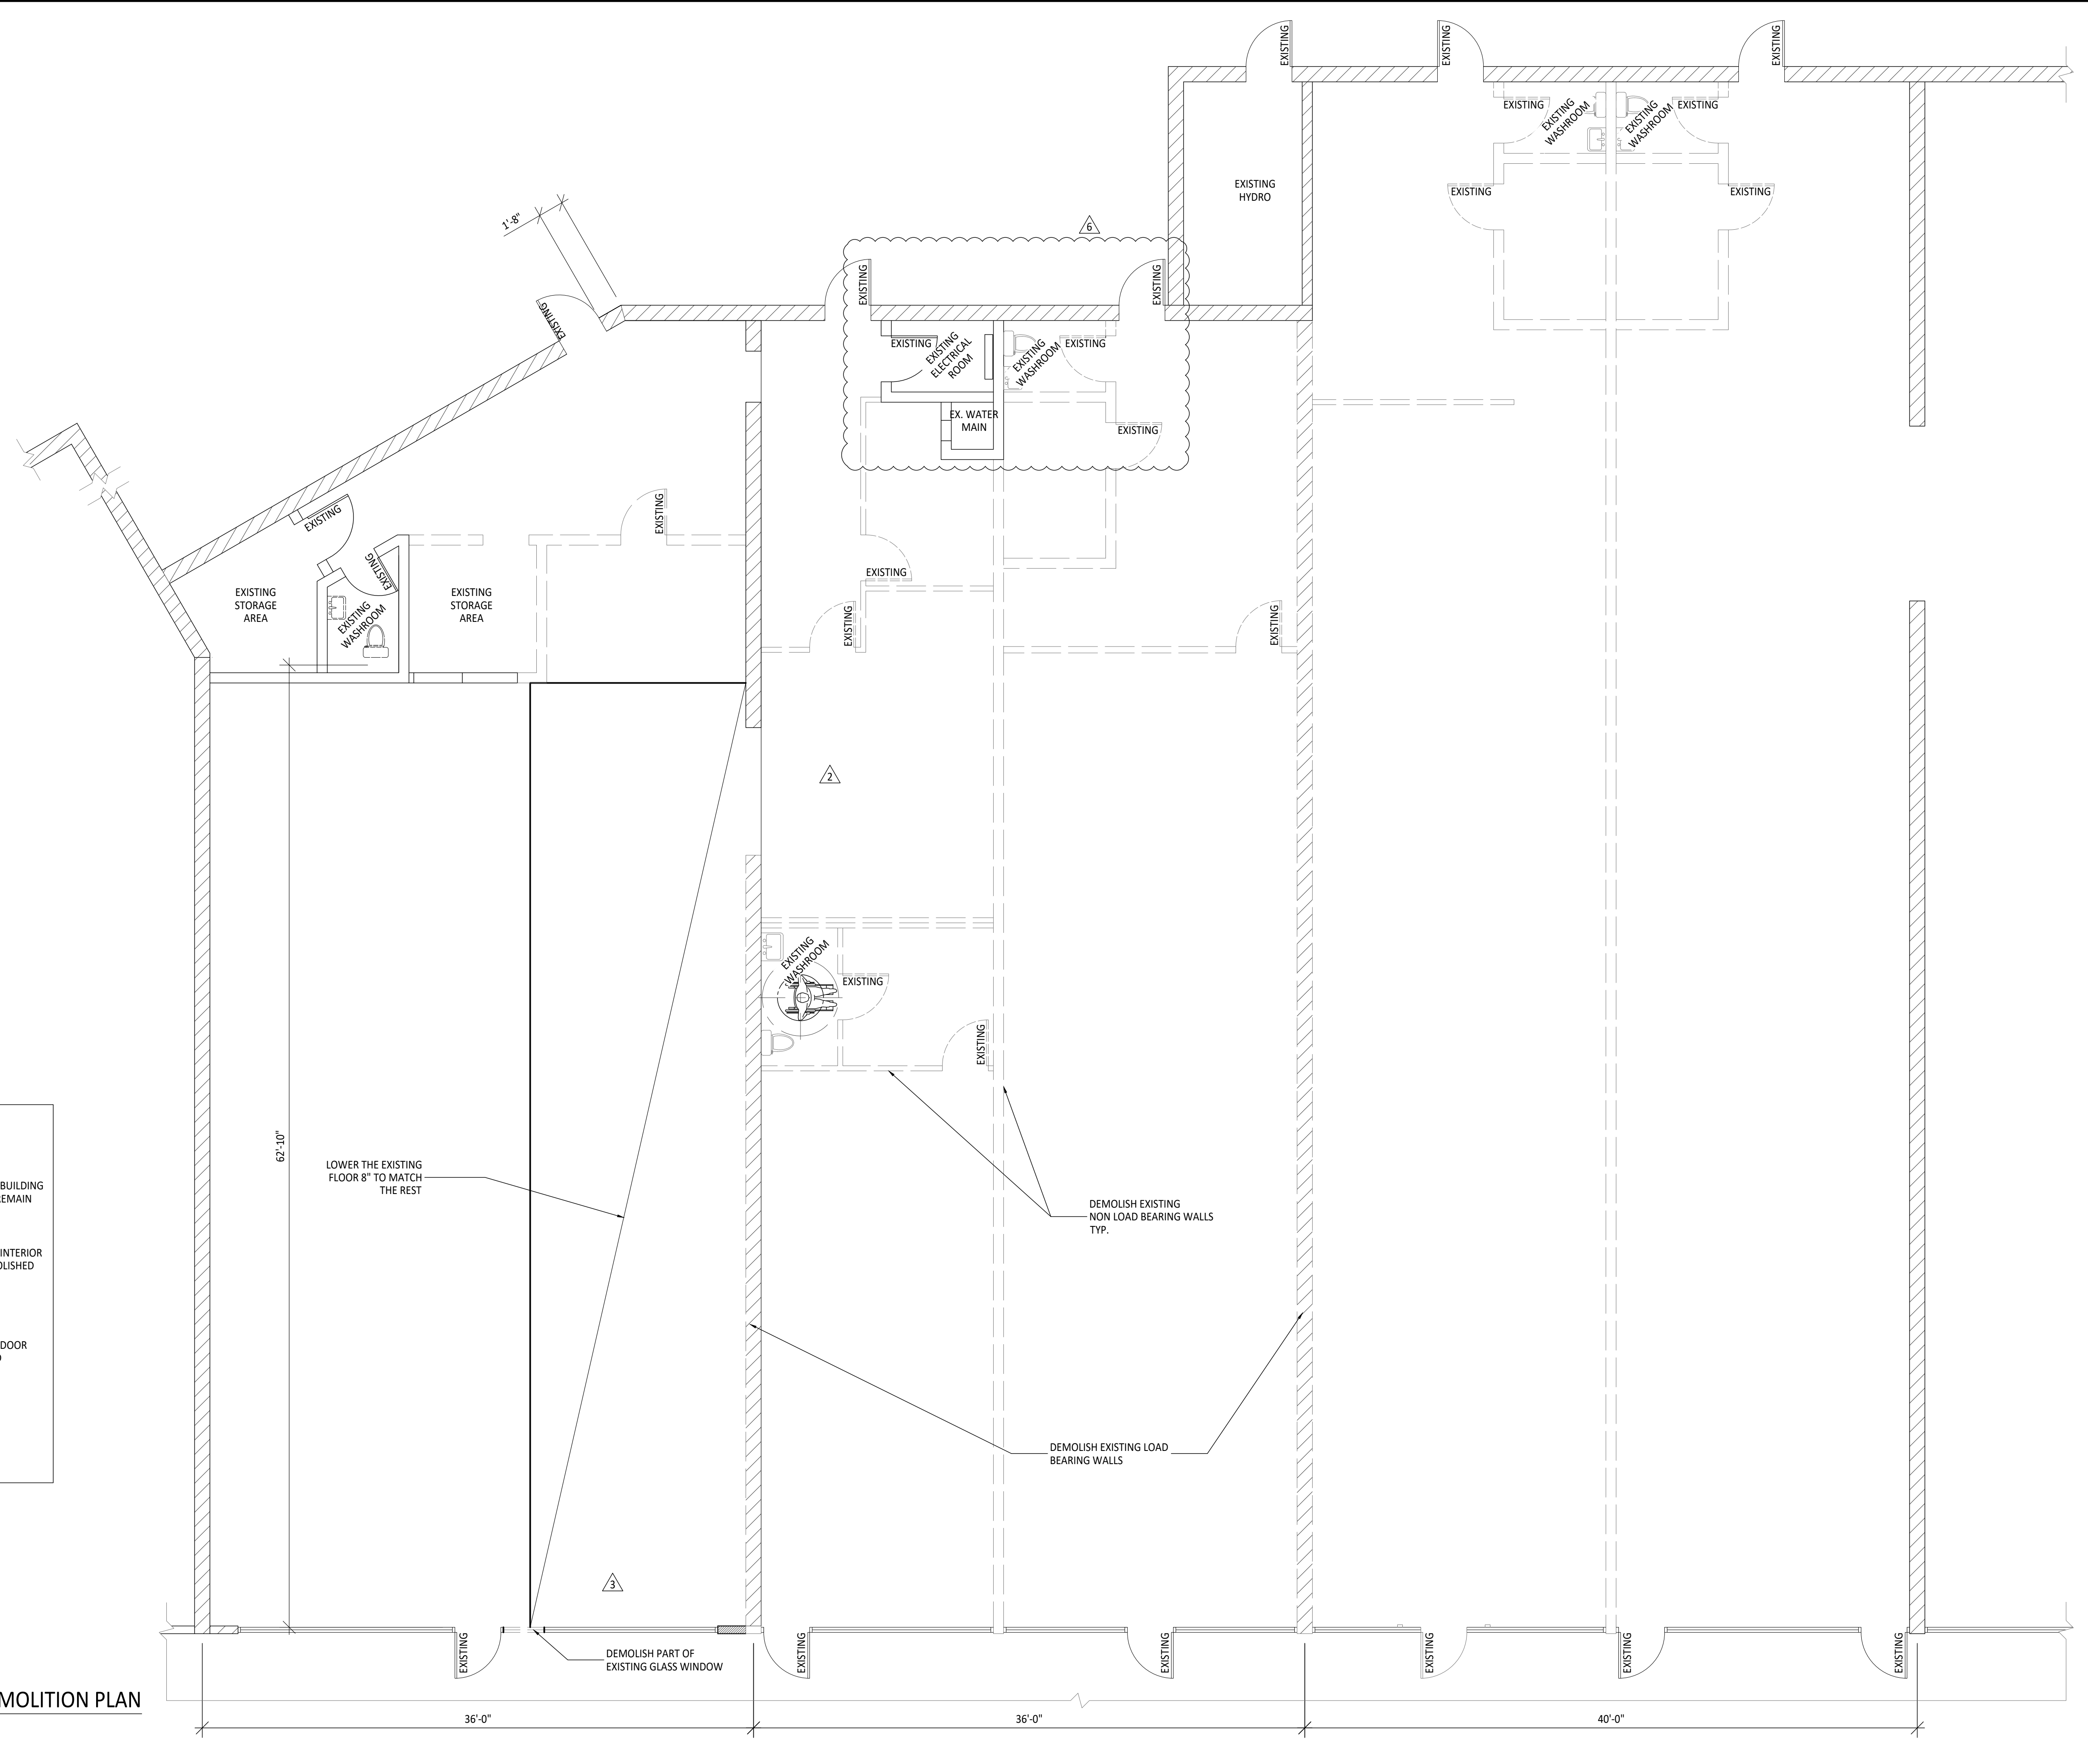 EXISTING
EXISTING
EXISTING
EXISTING
EXISTING
WASHROOM
EXISTING
WASHROOM
EXISTING
EXISTING
HYDRO
EXISTING
EXISTING
1'-8"
6
EXISTING
EXISTING
EXISTING
EXISTING
EXISTING
ELECTRICAL
ROOM
EXISTING
WASHROOM
EXISTING
EX. WATER
MAIN
EXISTING
EXISTING
EXISTING
EXISTING
EXISTING
EXISTING
STORAGE
AREA
EXISTING
WASHROOM
EXISTING
STORAGE
AREA
EXISTING
EXISTING
2
EXISTING
WASHROOM
EXISTING
EXISTING
62'-10"
LOWER THE EXISTING
FLOOR 8" TO MATCH
THE REST
BUILDING
REMAIN
INTERIOR
OLISHED
DOOR
DEMOLISH EXISTING
NON LOAD BEARING WALLS
TYP.
DEMOLISH EXISTING LOAD
BEARING WALLS
3
EXISTING
DEMOLISH PART OF
EXISTING GLASS WINDOW
EXISTING
EXISTING
EXISTING
EXISTING
EXISTING
MOLITION PLAN
36'-0"
36'-0"
40'-0"